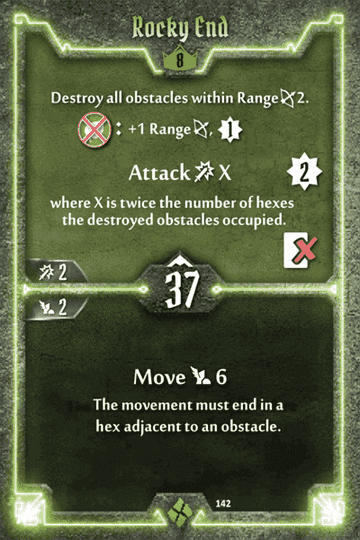 Rocky End
8
Destroy all obstacles within Range 2.
: +1 Range , 1
Attack X 2
where X is twice the number of hexes
the destroyed obstacles occupied.
2
37
2
Move 6
The movement must end in a
hex adjacent to an obstacle.
142